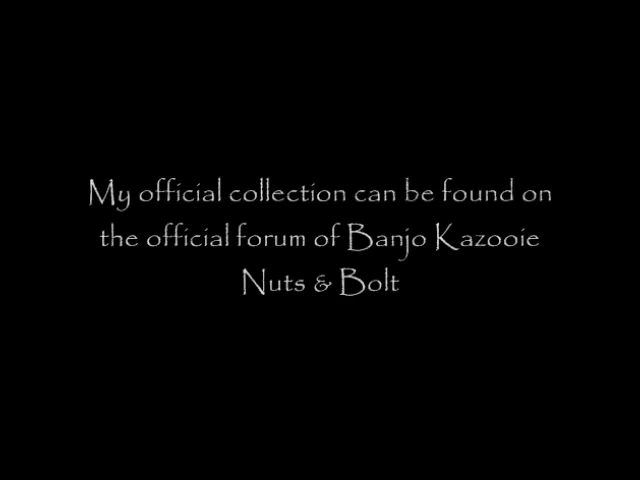 My official collection can be found on
the official forum of Banjo Kazooie
Nuts & Bolt